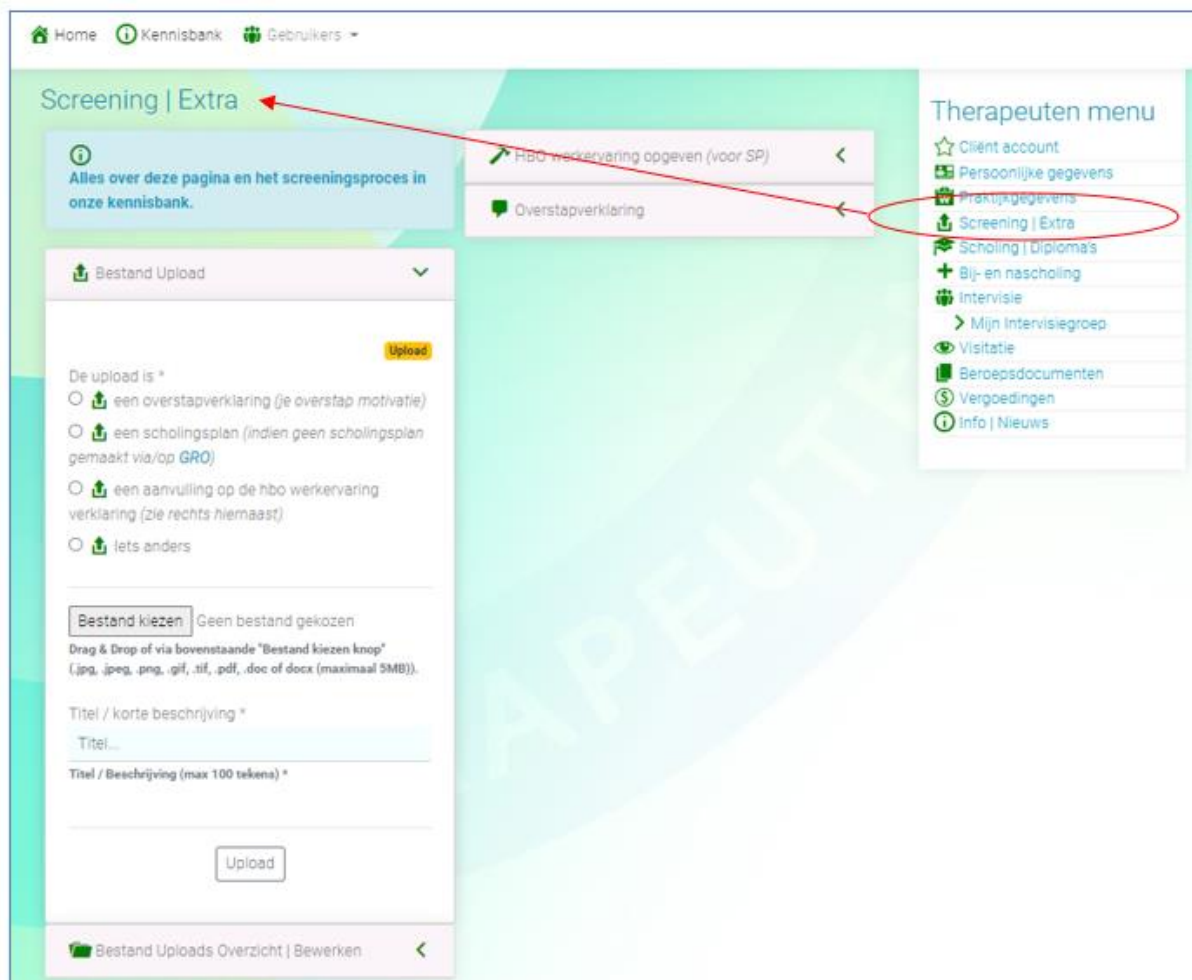 Home Kennisbank Gebruikers
Screening | Extra
Alles over deze pagina en het screeningsproces in
onze kennisbank.
Bestand Upload
Upload
De upload is *
een overstapverklaring (je overstap motivatie)
een scholingsplan (indien geen scholingsplan
gemaakt via/op GRO)
een aanvulling op de hbo werkervaring
verklaring (zie rechts hiernaast)
Iets anders
Bestand kiezen Geen bestand gekozen
Drag & Drop of via bovenstaande "Bestand kiezen knop"
(.jpg, .jpeg, .png, .gif, .tif, .pdf, .doc of docx (maximaal 5MB)).
Titel / korte beschrijving *
Titel...
Titel / Beschrijving (max 100 tekens) *
Upload
Bestand Uploads Overzicht | Bewerken
HBO werkervaring opgeven (voor SP)
Overstapverklaring
Therapeuten menu
Cliënt account
Persoonlijke gegevens
Praktijkgegevens
Screening | Extra
Scholing | Diploma's
Bij- en nascholing
Intervisie
Mijn Intervisiegroep
Visitatie
Beroepsdocumenten
Vergoedingen
Info | Nieuws
APEUT